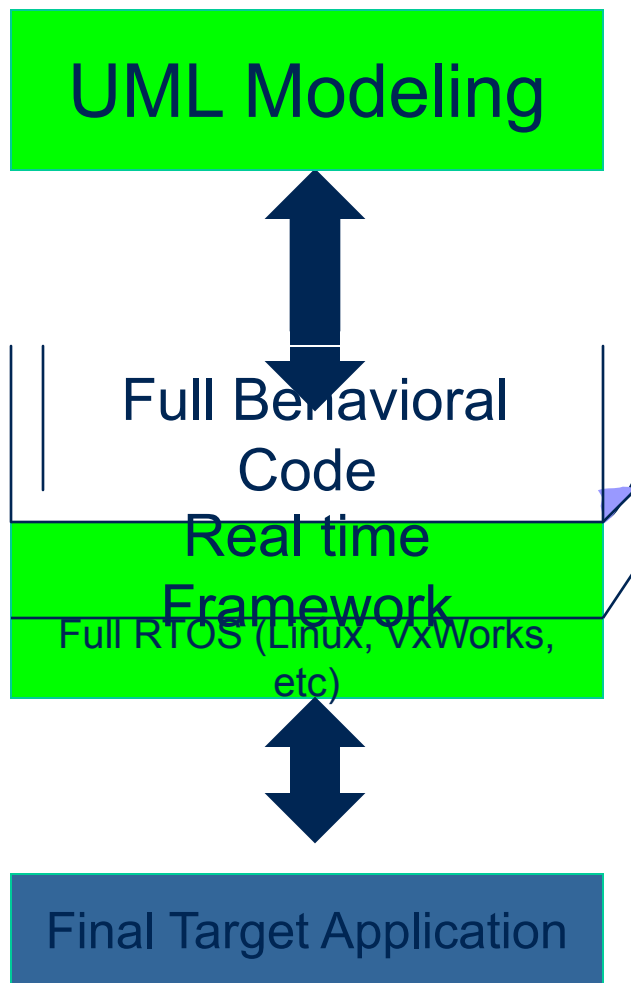 UML Modeling
Full Behavioral
Code
Real time
Framework
Full RTOS (Linux, VxWorks,
etc)
Final Target Application